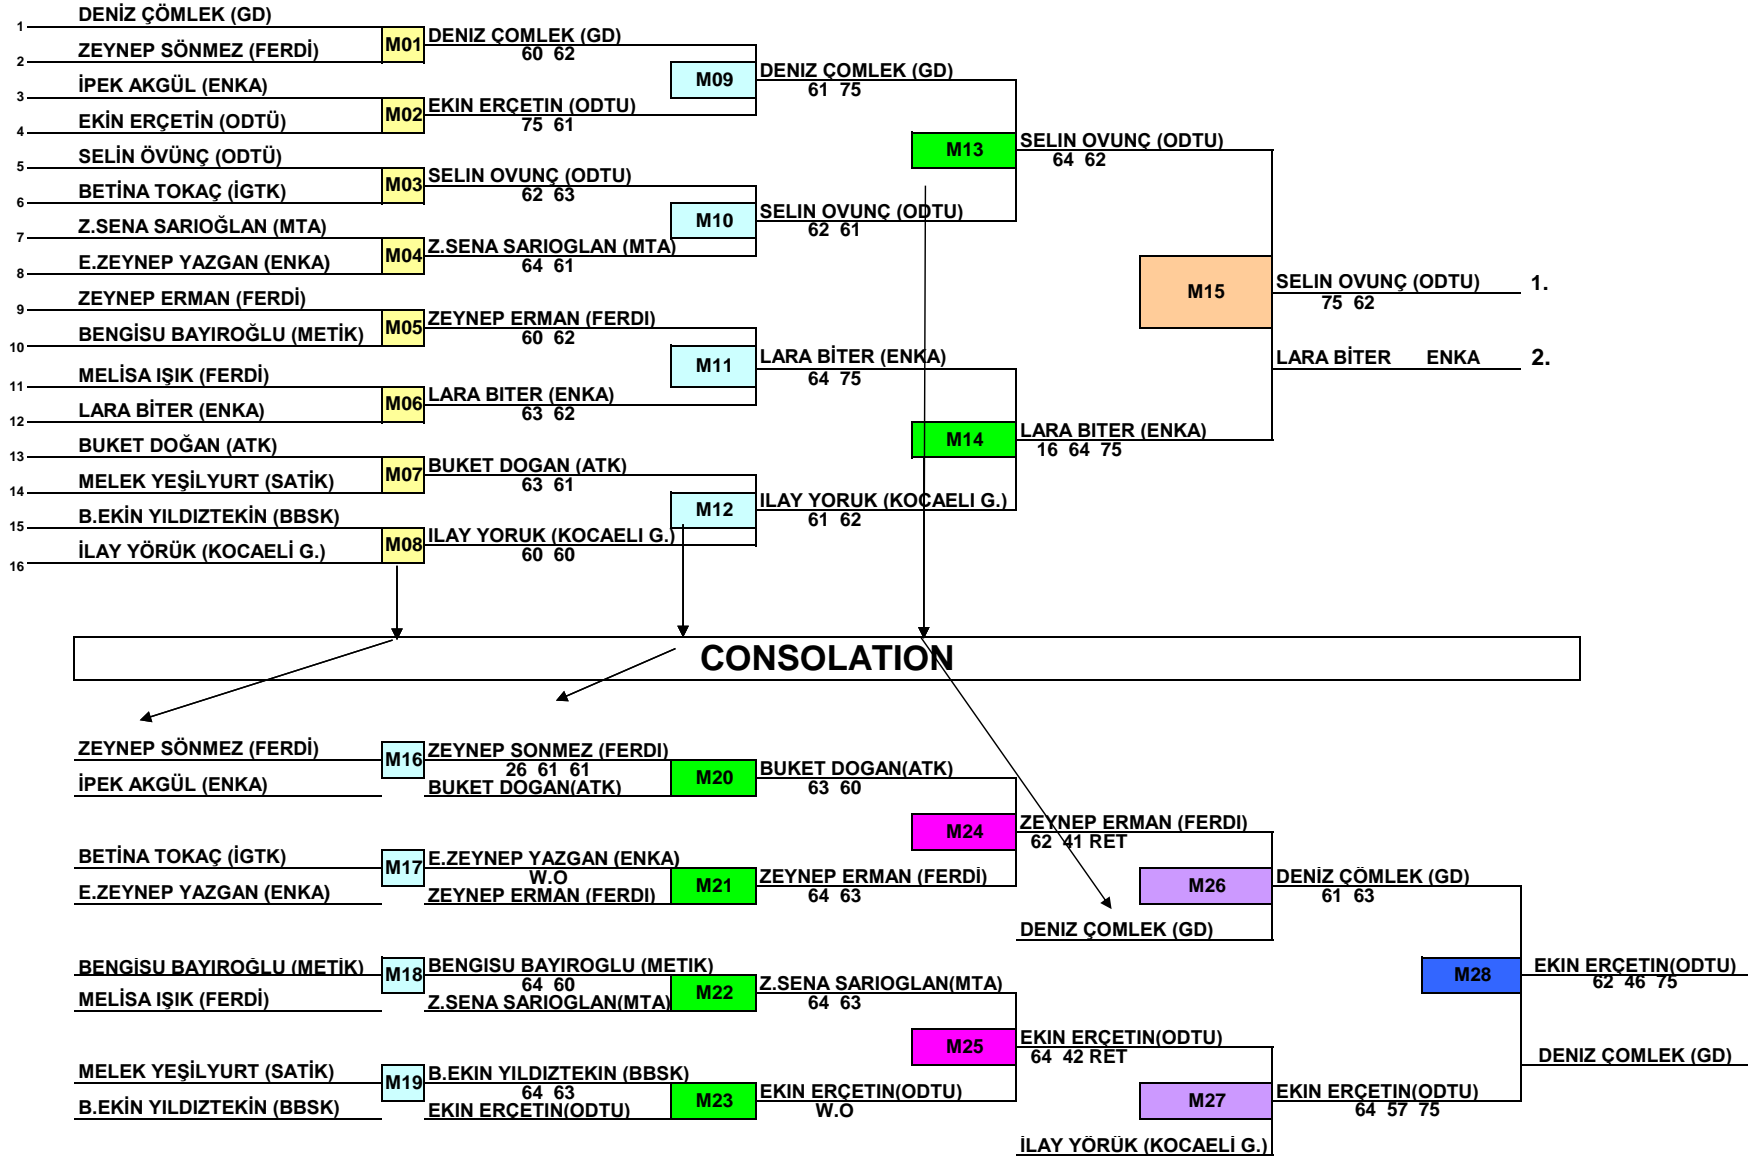 DENİZ ÇÖMLEK (GD)
1
ZEYNEP SÖNMEZ (FERDİ)
2
M01
DENIZ ÇOMLEK (GD)
60 62
İPEK AKGÜL (ENKA)
3
EKİN ERÇETİN (ODTÜ)
4
M02
EKIN ERÇETIN (ODTU)
75 61
M09
DENIZ ÇOMLEK (GD)
61 75
SELİN ÖVÜNÇ (ODTÜ)
5
BETİNA TOKAÇ (İGTK)
6
M03
SELIN OVUNÇ (ODTU)
62 63
Z.SENA SARIOĞLAN (MTA)
7
E.ZEYNEP YAZGAN (ENKA)
8
M04
Z.SENA SARIOGLAN (MTA)
64 61
M10
SELIN OVUNÇ (ODTU)
62 61
M13
SELIN OVUNÇ (ODTU)
64 62
ZEYNEP ERMAN (FERDİ)
9
BENGİSU BAYIROĞLU (METİK)
10
M05
ZEYNEP ERMAN (FERDI)
60 62
MELİSA IŞIK (FERDİ)
11
LARA BİTER (ENKA)
12
M06
LARA BITER (ENKA)
63 62
M11
LARA BİTER (ENKA)
64 75
BUKET DOĞAN (ATK)
13
MELEK YEŞİLYURT (SATİK)
14
M07
BUKET DOGAN (ATK)
63 61
B.EKİN YILDIZTEKİN (BBSK)
15
İLAY YÖRÜK (KOCAELİ G.)
16
M08
ILAY YORUK (KOCAELI G.)
60 60
M12
ILAY YORUK (KOCAELI G.)
61 62
M14
LARA BITER (ENKA)
16 64 75
M15
SELIN OVUNÇ (ODTU) 1.
75 62
LARA BİTER ENKA 2.
CONSOLATION
ZEYNEP SÖNMEZ (FERDİ)
İPEK AKGÜL (ENKA)
M16
ZEYNEP SONMEZ (FERDI)
26 61 61
BUKET DOGAN(ATK)
M20
BUKET DOGAN(ATK)
63 60
BETİNA TOKAÇ (İGTK)
E.ZEYNEP YAZGAN (ENKA)
M17
E.ZEYNEP YAZGAN (ENKA)
W.O
ZEYNEP ERMAN (FERDI)
M21
ZEYNEP ERMAN (FERDİ)
64 63
M24
ZEYNEP ERMAN (FERDI)
62 41 RET
DENIZ ÇOMLEK (GD)
M26
DENİZ ÇÖMLEK (GD)
61 63
BENGİSU BAYIROĞLU (METİK)
MELİSA IŞIK (FERDİ)
M18
BENGISU BAYIROGLU (METIK)
64 60
Z.SENA SARIOGLAN(MTA)
M22
Z.SENA SARIOGLAN(MTA)
64 63
MELEK YEŞİLYURT (SATİK)
B.EKİN YILDIZTEKİN (BBSK)
M19
B.EKIN YILDIZTEKIN (BBSK)
64 63
EKIN ERÇETIN(ODTU)
M23
EKIN ERÇETIN(ODTU)
W.O
M25
EKIN ERÇETIN(ODTU)
64 42 RET
İLAY YÖRÜK (KOCAELİ G.)
M27
EKIN ERÇETIN(ODTU)
64 57 75
M28
EKIN ERÇETIN(ODTU)
62 46 75
DENIZ ÇOMLEK (GD)